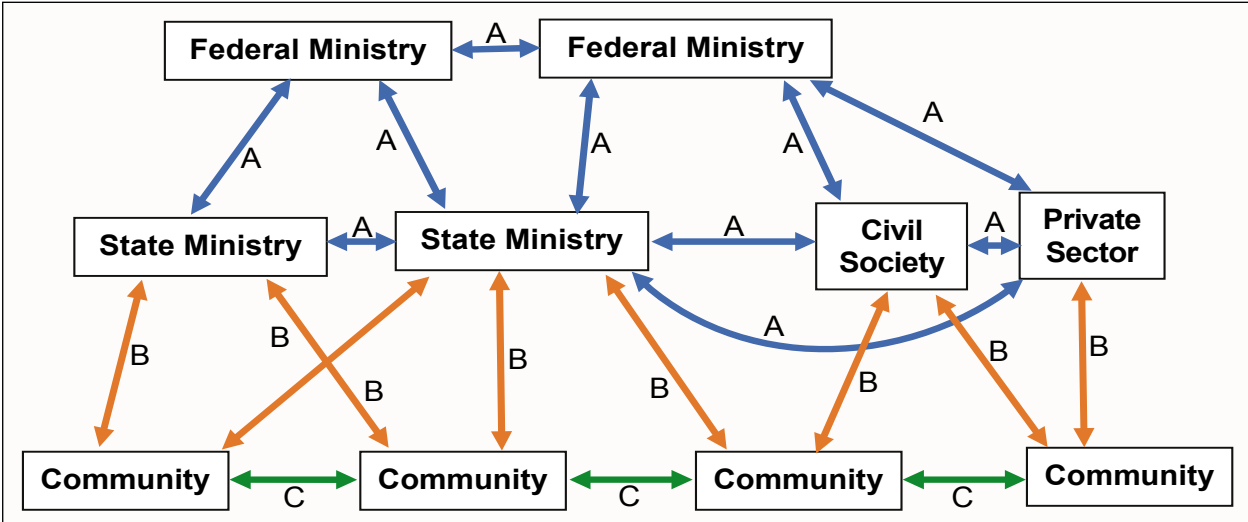 Federal Ministry
A
Federal Ministry
A
A
A
A
A
State Ministry
A
State Ministry
A
Civil
Society
A
Private
Sector
A
B
B
B
B
B
B
B
B
Community
C
Community
C
Community
C
Community